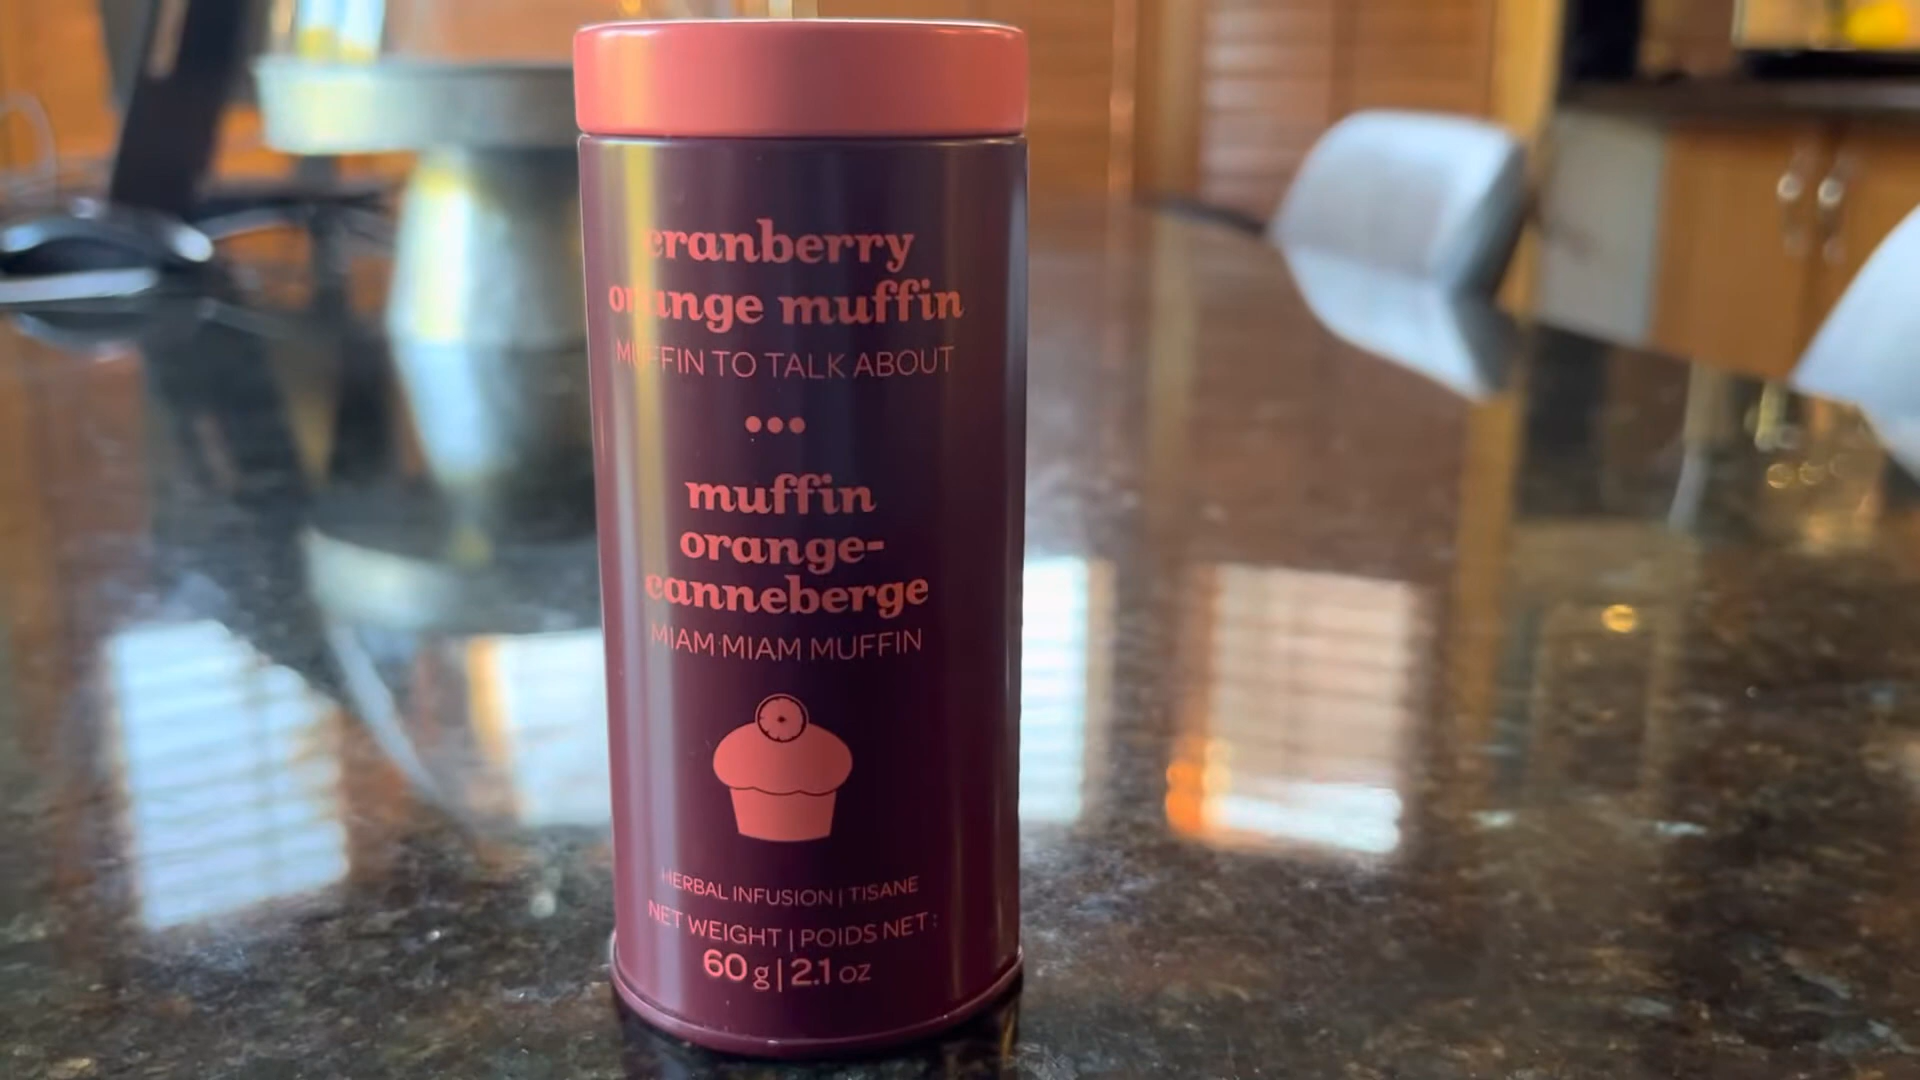 cranberry
orange muffin
MUFFIN TO TALK ABOUT
muffin
orange-
canneberge
MIAM MIAM MUFFIN
HERBAL INFUSION | TISANE
NET WEIGHT | POIDS NET :
60 g | 2.1 oz